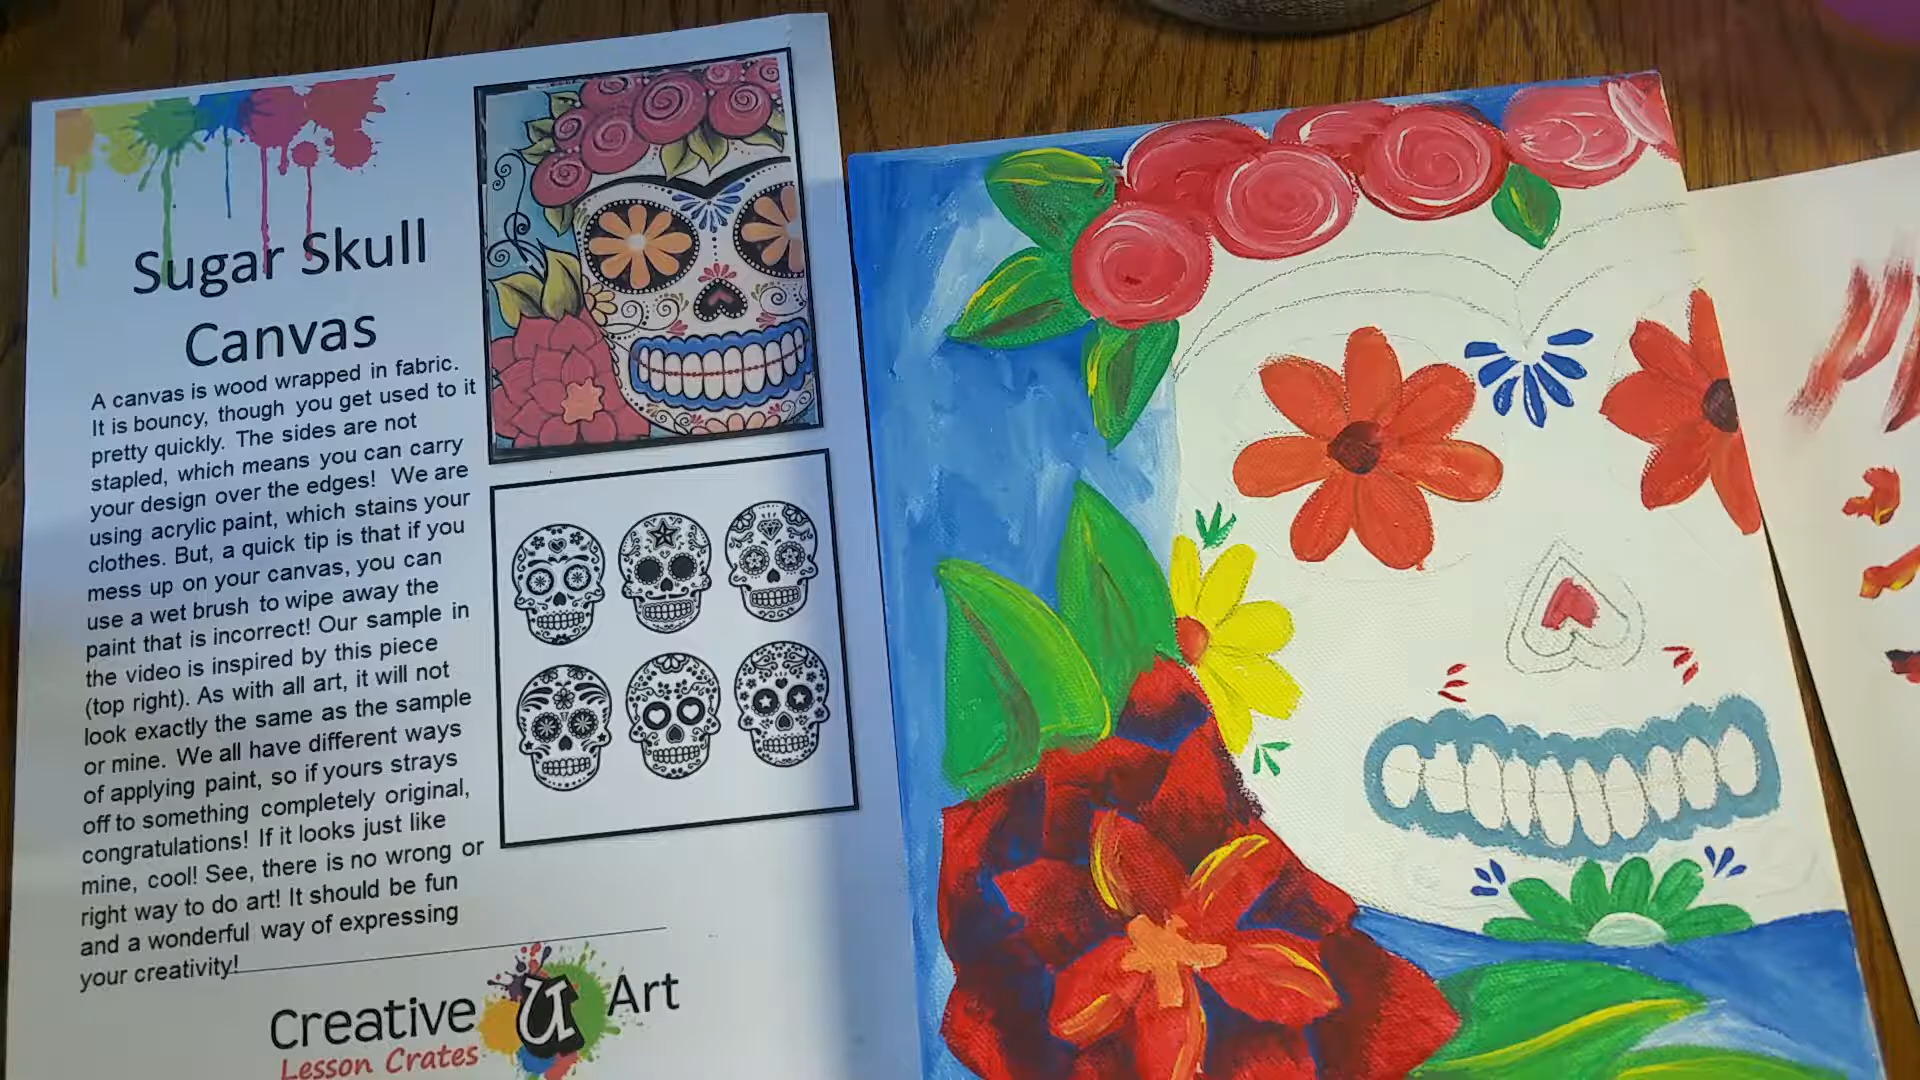 Sugar Skull
Canvas
A canvas is wood wrapped in fabric.
It is bouncy, though you get used to it
pretty quickly. The sides are not
stapled, which means you can carry
your design over the edges! We are
using acrylic paint, which stains your
clothes. But, a quick tip is that if you
mess up on your canvas, you can
use a wet brush to wipe away the
paint that is incorrect! Our sample in
the video is inspired by this piece
(top right). As with all art, it will not
look exactly the same as the sample
or mine. We all have different ways
of applying paint, so if yours strays
off to something completely original,
congratulations! If it looks just like
mine, cool! See, there is no wrong or
right way to do art! It should be fun
and a wonderful way of expressing
your creativity!
Creative U Art
Lesson Crates